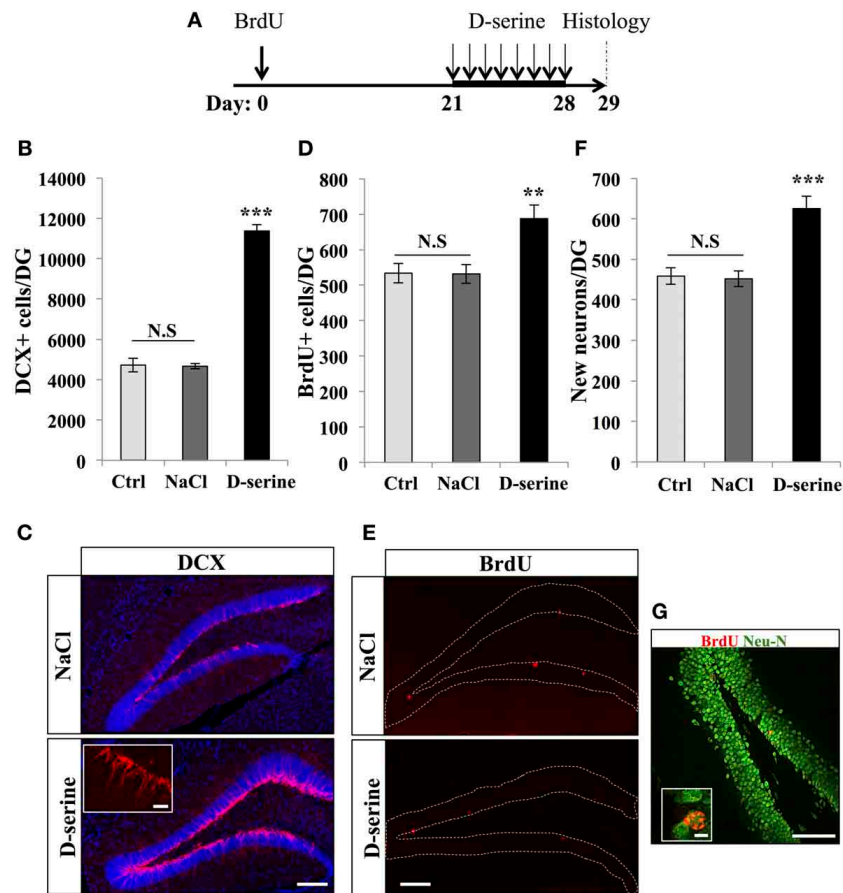 A
BrdU D-serine Histology
Day: 0 21 28 29
B
14000
12000
10000
8000
6000
4000
2000
0
DCX+ cells/DG
N.S
***
Ctrl NaCl D-serine
D
800
700
600
500
400
300
200
100
0
BrdU+ cells/DG
N.S
**
Ctrl NaCl D-serine
F
700
600
500
400
300
200
100
0
New neurons/DG
N.S
***
Ctrl NaCl D-serine
C
DCX
NaCl
D-serine
E
BrdU
NaCl
D-serine
G
BrdU Neu-N